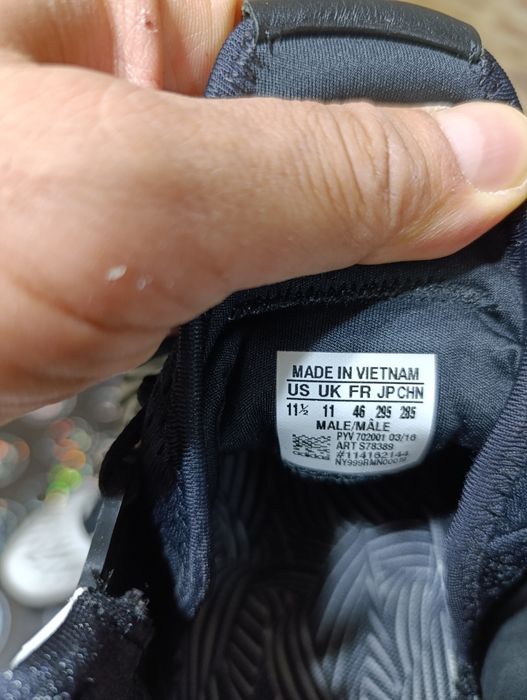 MADE IN VIETNAM
US UK FR JP CHN
11½ 11 46 295 285
MALE/MÂLE
PYV 702001 03/16
ART S78389
#114162144